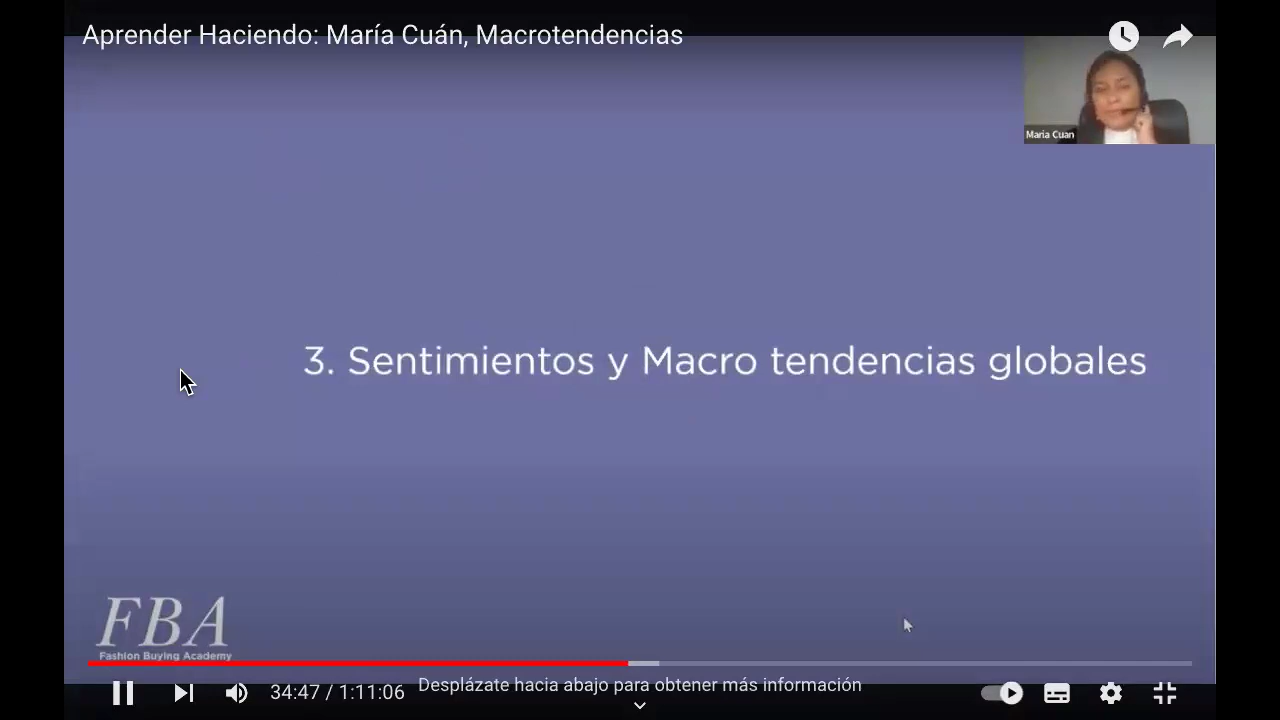 Aprender Haciendo: María Cuán, Macrotendencias
Maria Cuan
3. Sentimientos y Macro tendencias globales
FBA
Fashion Buying Academy
34:47 / 1:11:06
Desplázate hacia abajo para obtener más información